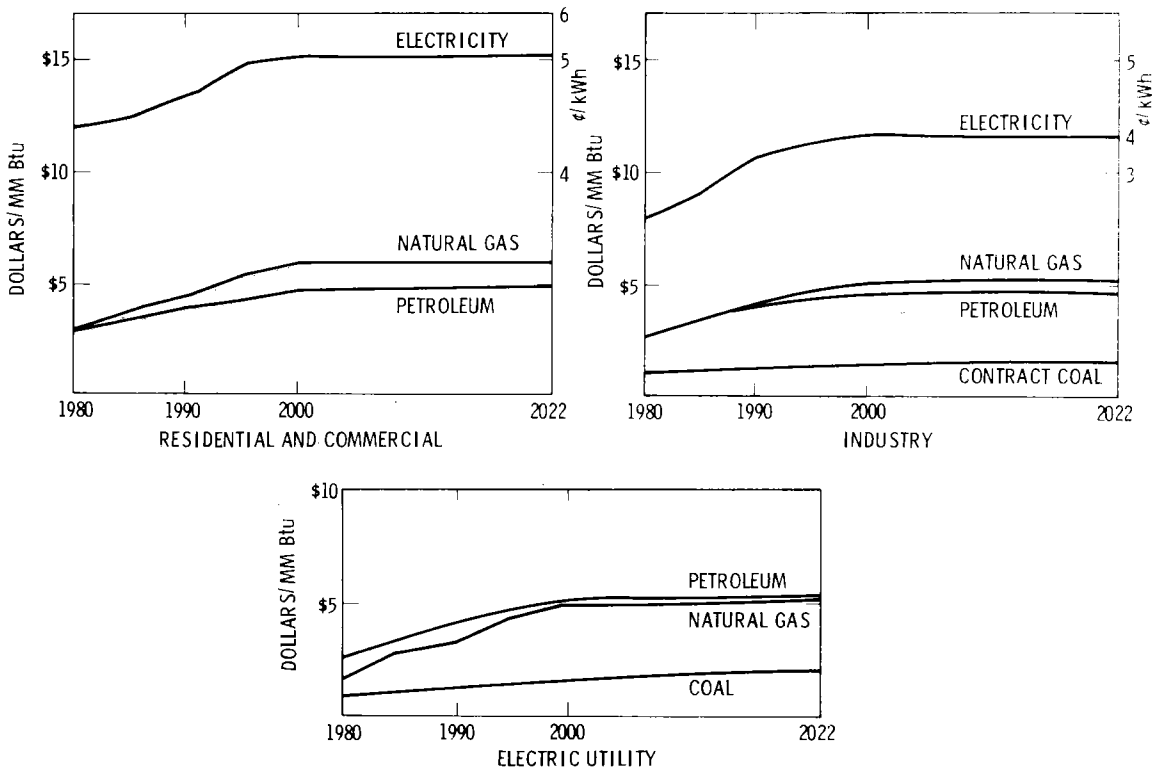 DOLLARS/MM Btu
$15
$10
$5
6
5
4
¢/kWh
ELECTRICITY
NATURAL GAS
PETROLEUM
1980 1990 2000 2022
RESIDENTIAL AND COMMERCIAL
DOLLARS/MM Btu
$15
$10
$5
5
4
3
¢/kWh
ELECTRICITY
NATURAL GAS
PETROLEUM
CONTRACT COAL
1980 1990 2000 2022
INDUSTRY
DOLLARS/MM Btu
$10
$5
PETROLEUM
NATURAL GAS
COAL
1980 1990 2000 2022
ELECTRIC UTILITY